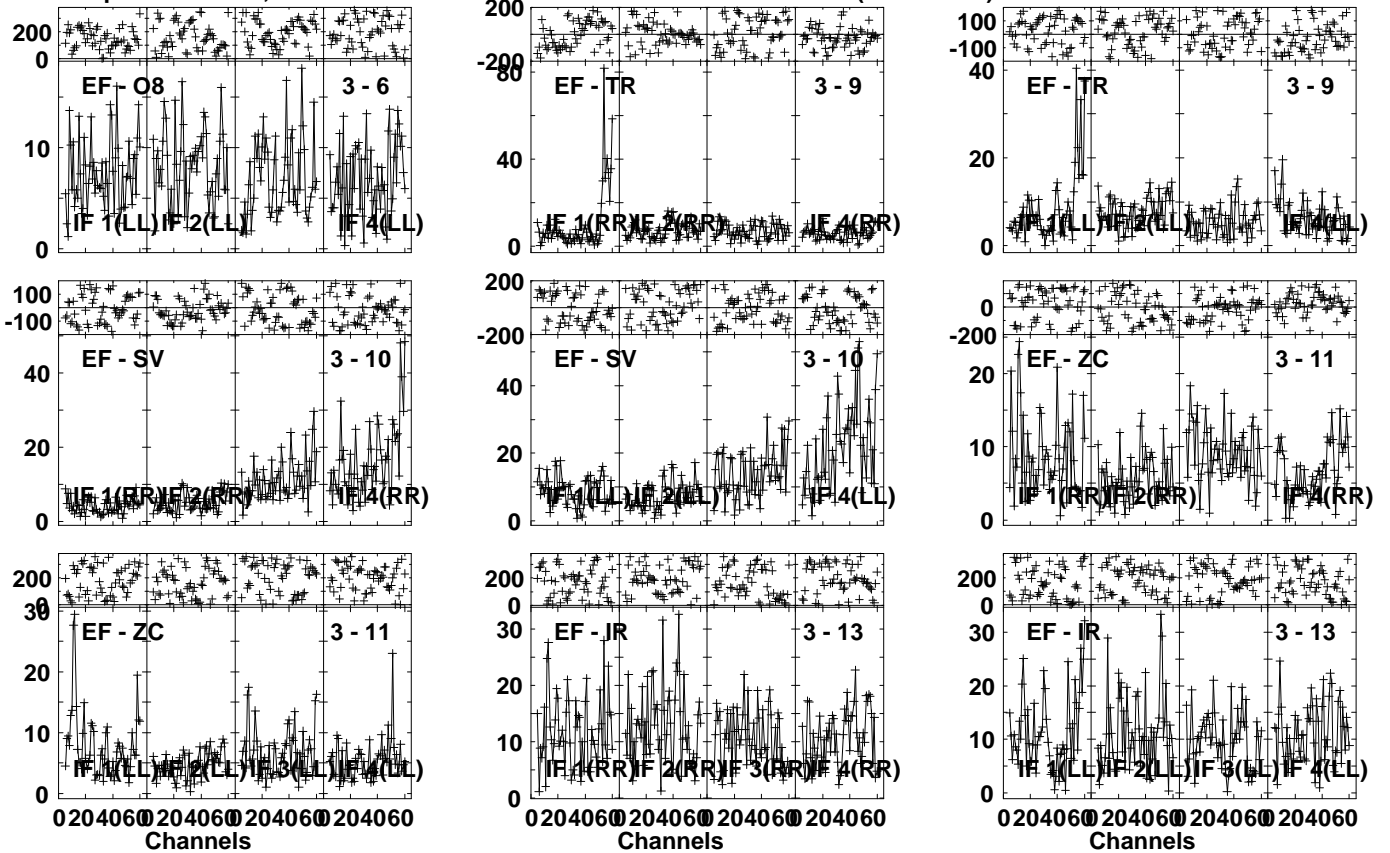 200
0
EF - O8
3 - 6
10
0
IF 1(LL)
IF 2(LL)
IF 4(LL)
200
-200
80
EF - TR
3 - 9
40
0
IF 1(RR)
IF 2(RR)
IF 4(RR)
100
-100
40
EF - TR
3 - 9
20
0
IF 1(LL)
IF 2(LL)
IF 4(LL)
100
-100
EF - SV
3 - 10
40
20
0
IF 1(RR)
IF 2(RR)
IF 4(RR)
200
0
-200
60
EF - SV
3 - 10
40
20
0
IF 1(LL)
IF 2(LL)
IF 4(LL)
0
-200
EF - ZC
3 - 11
20
10
0
IF 1(RR)
IF 2(RR)
IF 4(RR)
200
0
30
EF - ZC
3 - 11
20
10
0
IF 1(LL)
IF 2(LL)
IF 3(LL)
IF 4(LL)
0 20 40 60 0 20 40 60 0 20 40 60 0 20 40 60
Channels
200
0
30
EF - IR
3 - 13
20
10
0
IF 1(RR)
IF 2(RR)
IF 3(RR)
IF 4(RR)
0 20 40 60 0 20 40 60 0 20 40 60 0 20 40 60
Channels
200
0
30
EF - IR
3 - 13
20
10
0
IF 1(LL)
IF 2(LL)
IF 3(LL)
IF 4(LL)
0 20 40 60 0 20 40 60 0 20 40 60 0 20 40 60
Channels